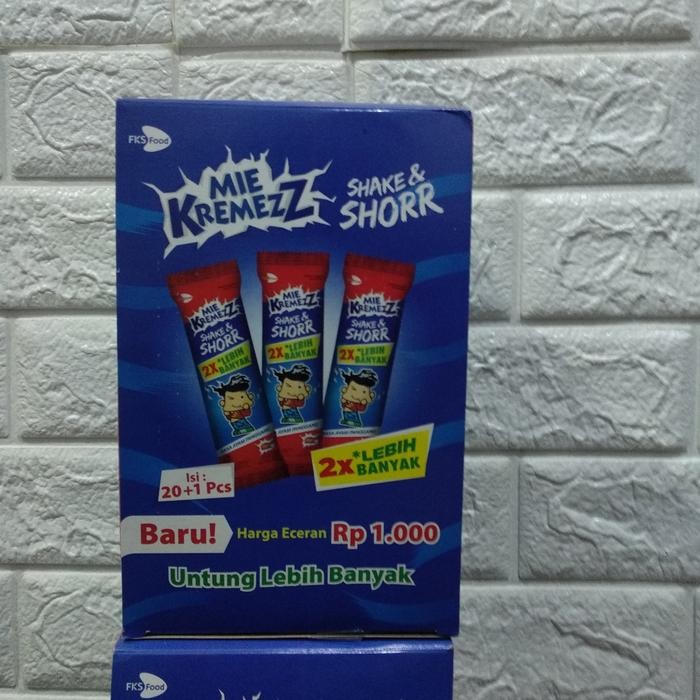 FKS Food
MIE KREMEZZ
SHAKE & SHORR
MIE KREMEZZ
SHAKE & SHORR
2X* LEBIH BANYAK
MIE KREMEZZ
SHAKE & SHORR
2X* LEBIH BANYAK
MIE KREMEZZ
SHAKE & SHORR
2X* LEBIH BANYAK
2x* LEBIH BANYAK
Isi :
20+1 Pcs
Baru! Harga Eceran Rp 1.000
Untung Lebih Banyak
FKS Food